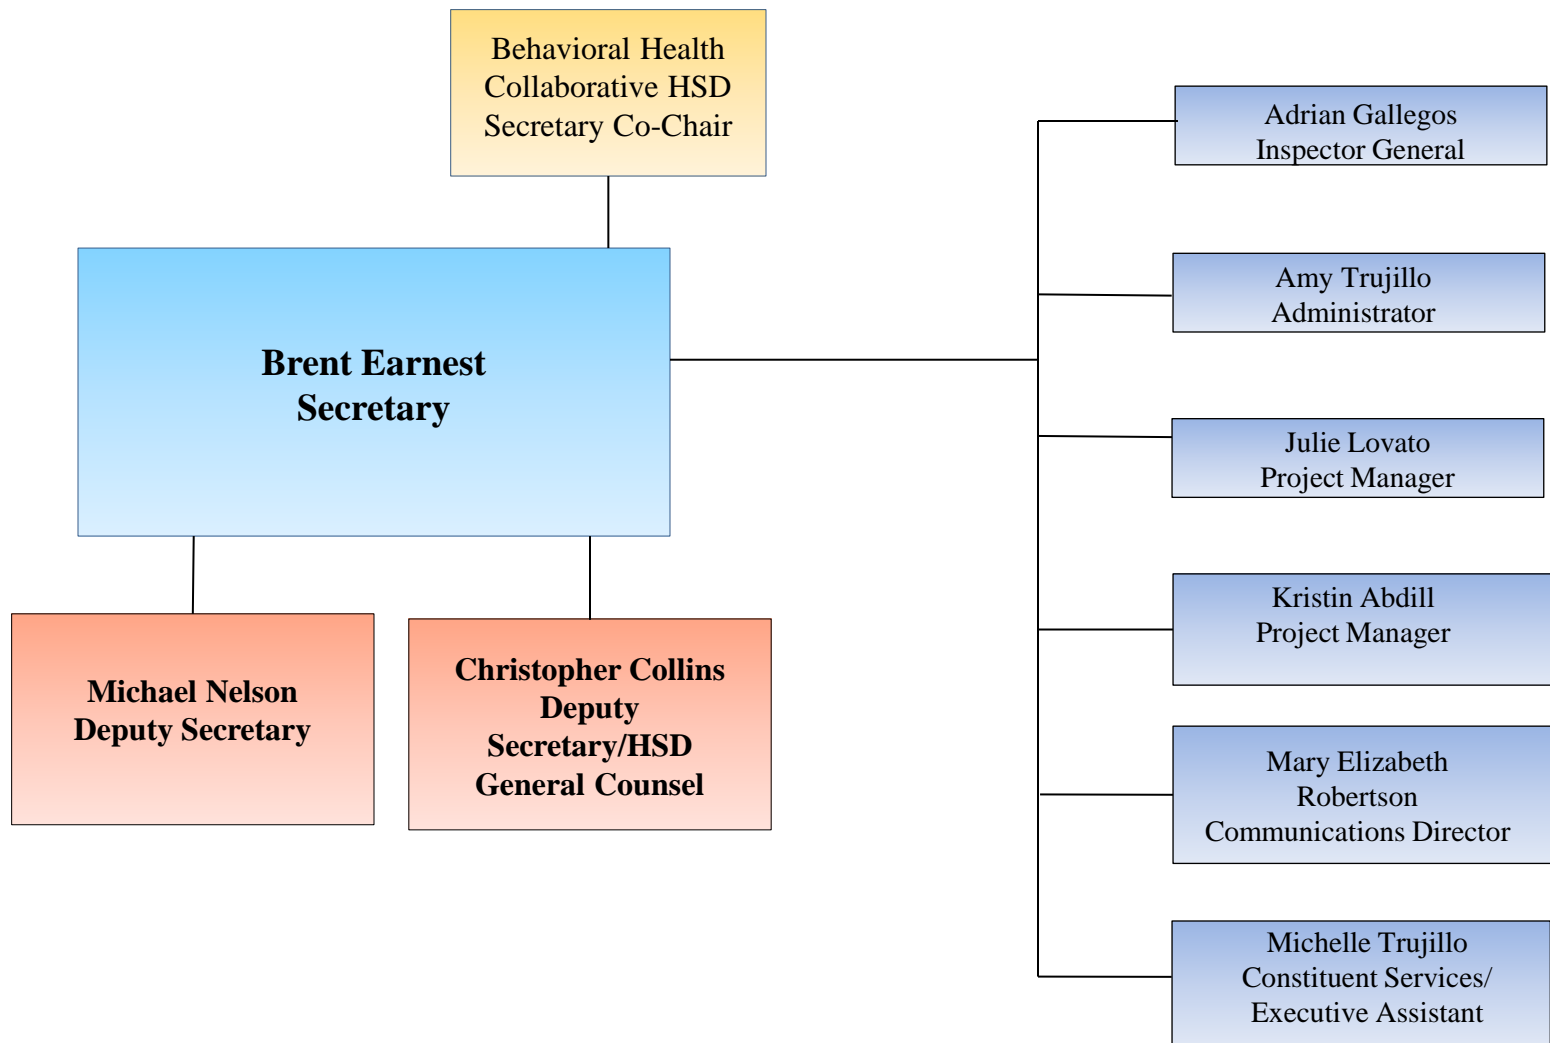 Behavioral Health
Collaborative HSD
Secretary Co-Chair
Brent Earnest
Secretary
Michael Nelson
Deputy Secretary
Christopher Collins
Deputy
Secretary/HSD
General Counsel
Adrian Gallegos
Inspector General
Amy Trujillo
Administrator
Julie Lovato
Project Manager
Kristin Abdill
Project Manager
Mary Elizabeth
Robertson
Communications Director
Michelle Trujillo
Constituent Services/
Executive Assistant